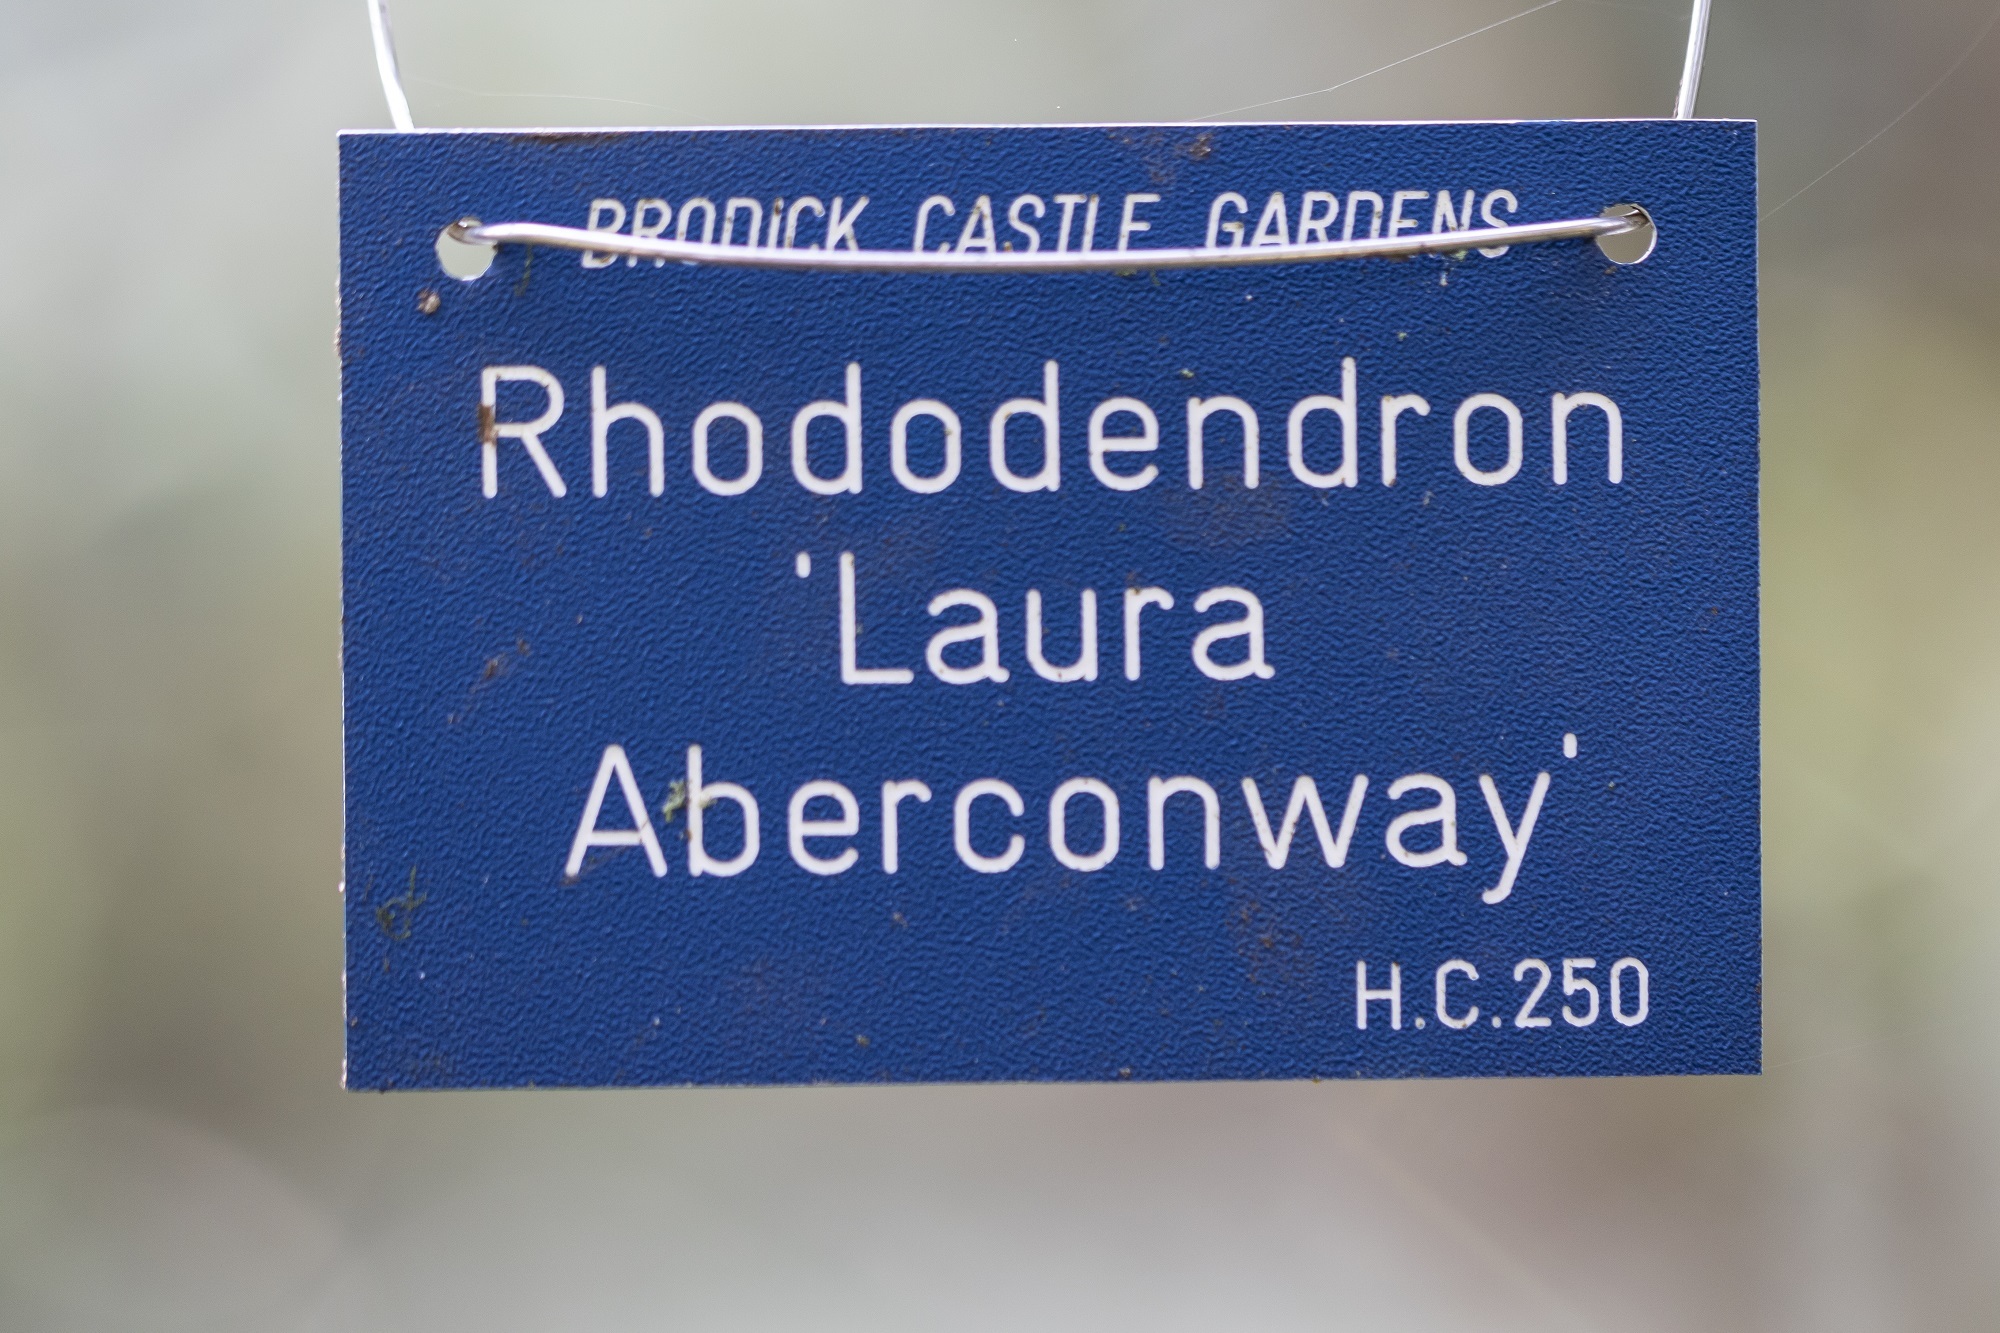 BRODICK CASTLE GARDENS
Rhododendron
'Laura
Aberconway'
H.C.250